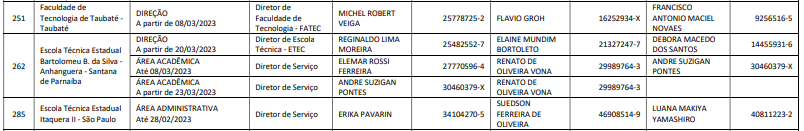 251
Faculdade de
Tecnologia de Taubaté -
Taubaté
DIREÇÃO
A partir de 08/03/2023
Diretor de
Faculdade de
Tecnologia - FATEC
MICHEL ROBERT
VEIGA
25778725-2
FLAVIO GROH
16252934-X
FRANCISCO
ANTONIO MACIEL
NOVAES
9256516-5
262
Escola Técnica Estadual
Bartolomeu B. da Silva -
Anhanguera - Santana
de Parnaíba
DIREÇÃO
A partir de 20/03/2023
Diretor de Escola
Técnica - ETEC
REGINALDO LIMA
MOREIRA
25482552-7
ELAINE MUNDIM
BORTOLETO
21327247-7
DEBORA MACEDO
DOS SANTOS
14455931-6
ÁREA ACADÊMICA
Até 08/03/2023
Diretor de Serviço
ELEMAR ROSSI
FERREIRA
27770596-4
RENATO DE
OLIVEIRA VONA
29989764-3
ANDRE SUZIGAN
PONTES
30460379-X
ÁREA ACADÊMICA
A partir de 23/03/2023
Diretor de Serviço
ANDRE SUZIGAN
PONTES
30460379-X
RENATO DE
OLIVEIRA VONA
29989764-3
285
Escola Técnica Estadual
Itaquera II - São Paulo
ÁREA ADMINISTRATIVA
Até 28/02/2023
Diretor de Serviço
ERIKA PAVARIN
34104270-5
SUEDSON
FERREIRA DE
OLIVEIRA
46908514-9
LUANA MAKIYA
YAMASHIRO
40811223-2